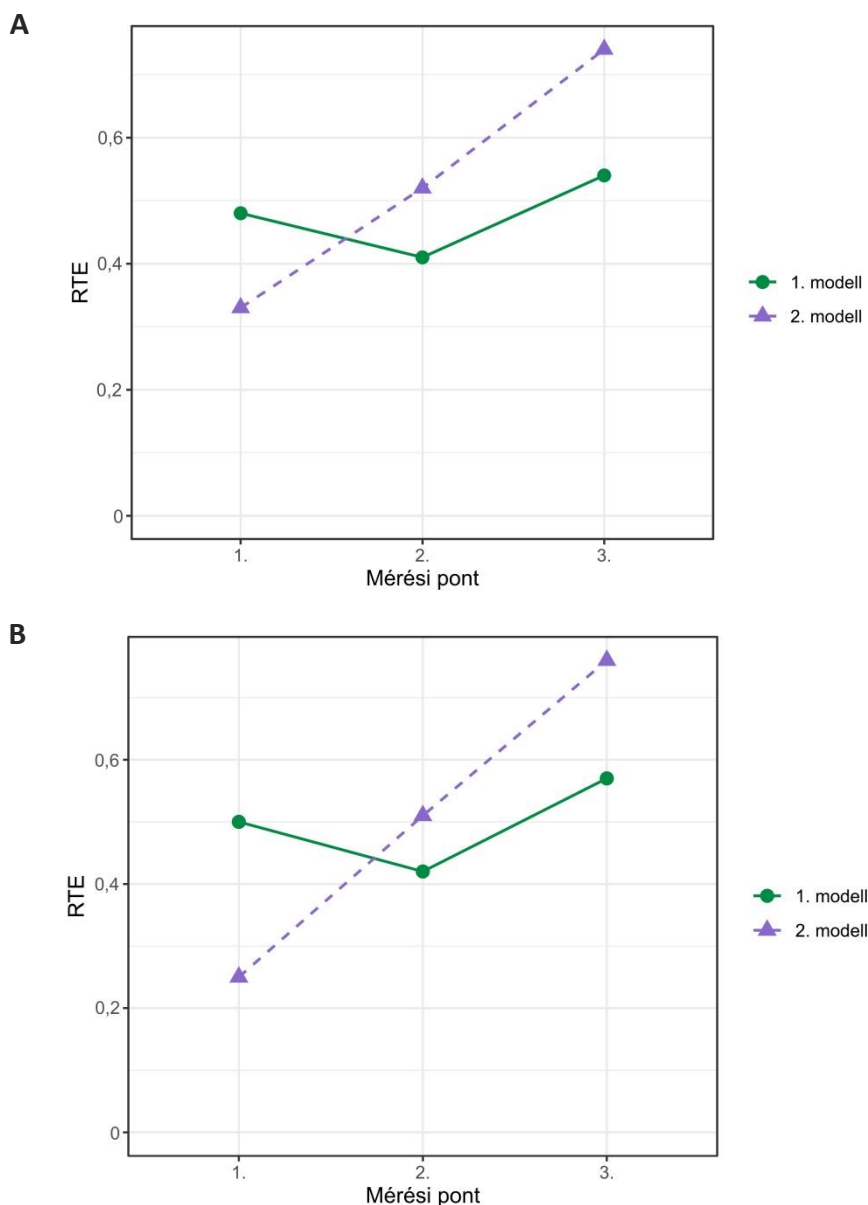 A
0,6
0,4
0,2
0
RTE
1.
2.
3.
Mérési pont
1. modell
2. modell
B
0,6
0,4
0,2
0
RTE
1.
2.
3.
Mérési pont
1. modell
2. modell